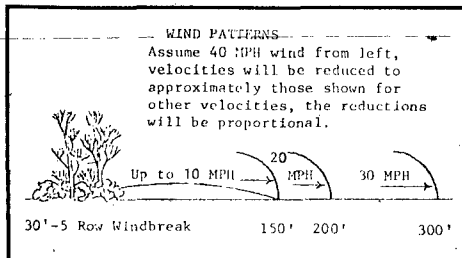 WIND PATTERNS
Assume 40 MPH wind from left,
velocities will be reduced to
approximately those shown for
other velocities, the reductions
will be proportional.
Up to 10 MPH
20
MPH
30 MPH
30'-5 Row Windbreak
150'
200'
300'